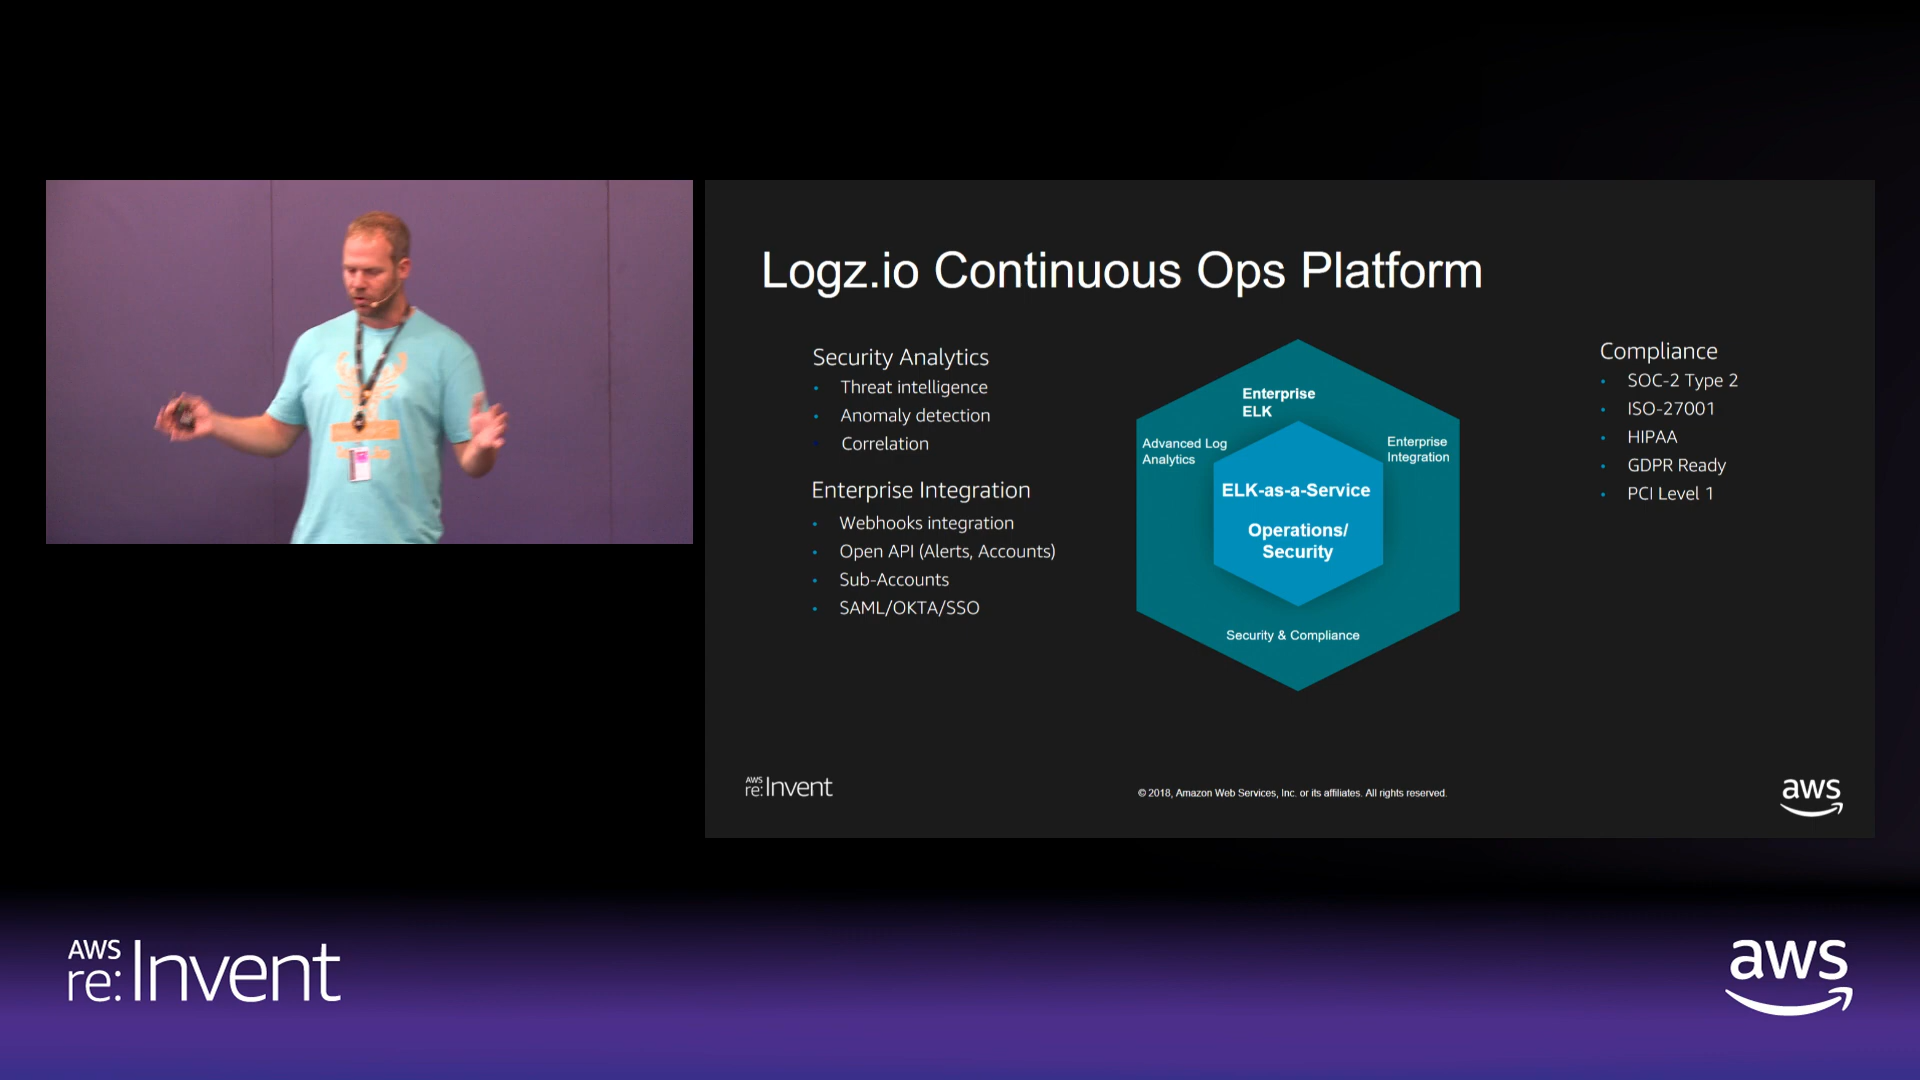 Logz.io Continuous Ops Platform
Security Analytics
Threat intelligence
Anomaly detection
Correlation
Enterprise Integration
Webhooks integration
Open API (Alerts, Accounts)
Sub-Accounts
SAML/OKTA/SSO
Enterprise
ELK
Advanced Log
Analytics
Enterprise
Integration
ELK-as-a-Service
Operations/
Security
Security & Compliance
Compliance
SOC-2 Type 2
ISO-27001
HIPAA
GDPR Ready
PCI Level 1
AWS
re:Invent
© 2018, Amazon Web Services, Inc. or its affiliates. All rights reserved.
aws
AWS
re:Invent
aws